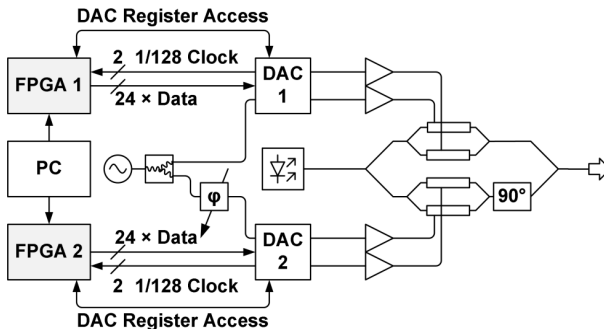 DAC Register Access
2 1/128 Clock
FPGA 1
DAC
1
24 × Data
PC
φ
90°
24 × Data
FPGA 2
DAC
2
2 1/128 Clock
DAC Register Access